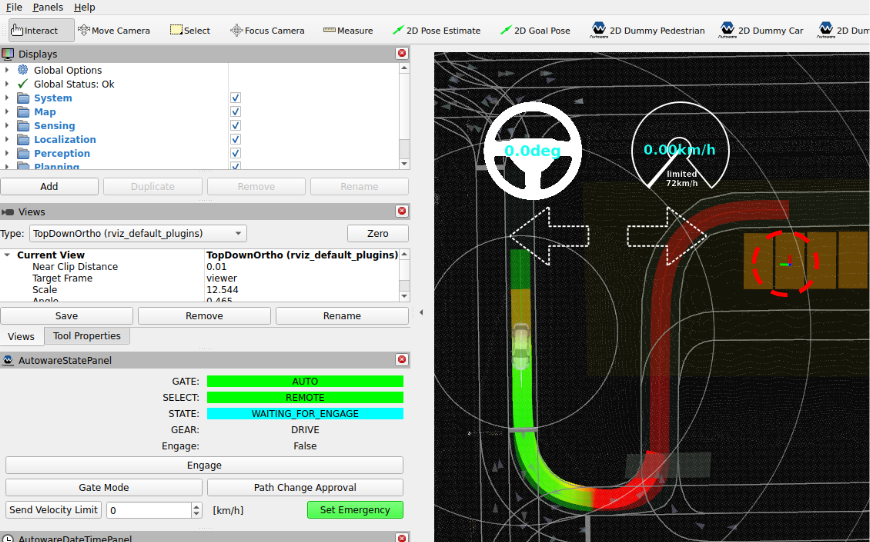 File Panels Help
Interact Move Camera Select Focus Camera Measure 2D Pose Estimate 2D Goal Pose 2D Dummy Pedestrian 2D Dummy Car 2D Dum
Displays
Global Options
Global Status: Ok
System
Map
Sensing
Localization
Perception
Planning
Add Duplicate Remove Rename
Views
Type: TopDownOrtho (rviz_default_plugins) Zero
Current View TopDownOrtho (rviz_default_plugins)
Near Clip Distance 0.01
Target Frame viewer
Scale 12.544
Angle 0.465
Save Remove Rename
Views Tool Properties
AutowareStatePanel
GATE: AUTO
SELECT: REMOTE
STATE: WAITING_FOR_ENGAGE
GEAR: DRIVE
Engage: False
Engage
Gate Mode Path Change Approval
Send Velocity Limit 0 [km/h] Set Emergency
AutowareDateTimePanel
0.0deg
0.00km/h
limited
72km/h